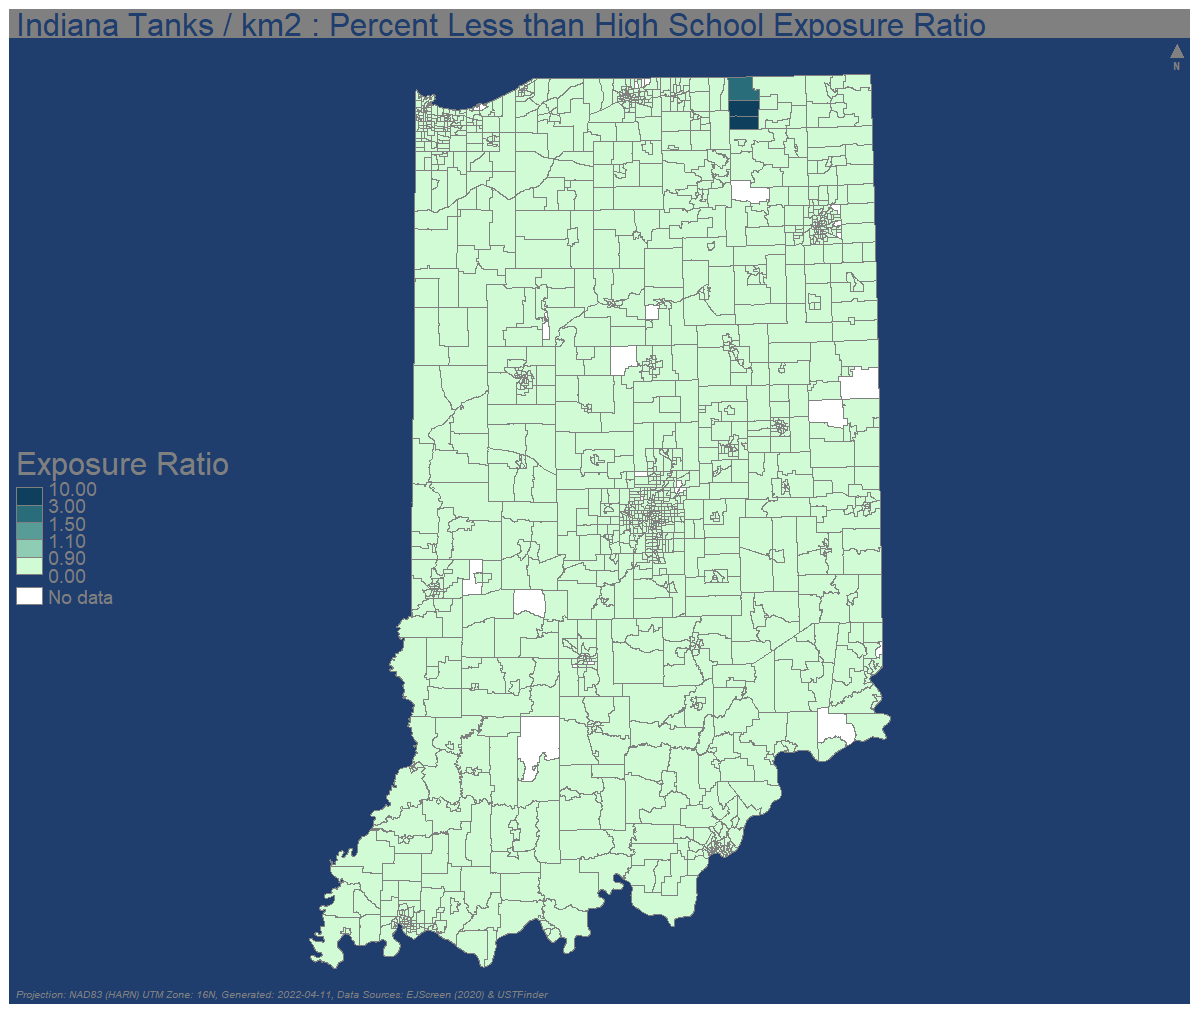 Indiana Tanks / km2 : Percent Less than High School Exposure Ratio
N
Exposure Ratio
10.00
3.00
1.50
1.10
0.90
0.00
No data
Projection: NAD83 (HARN) UTM Zone: 16N, Generated: 2022-04-11, Data Sources: EJScreen (2020) & USTFinder